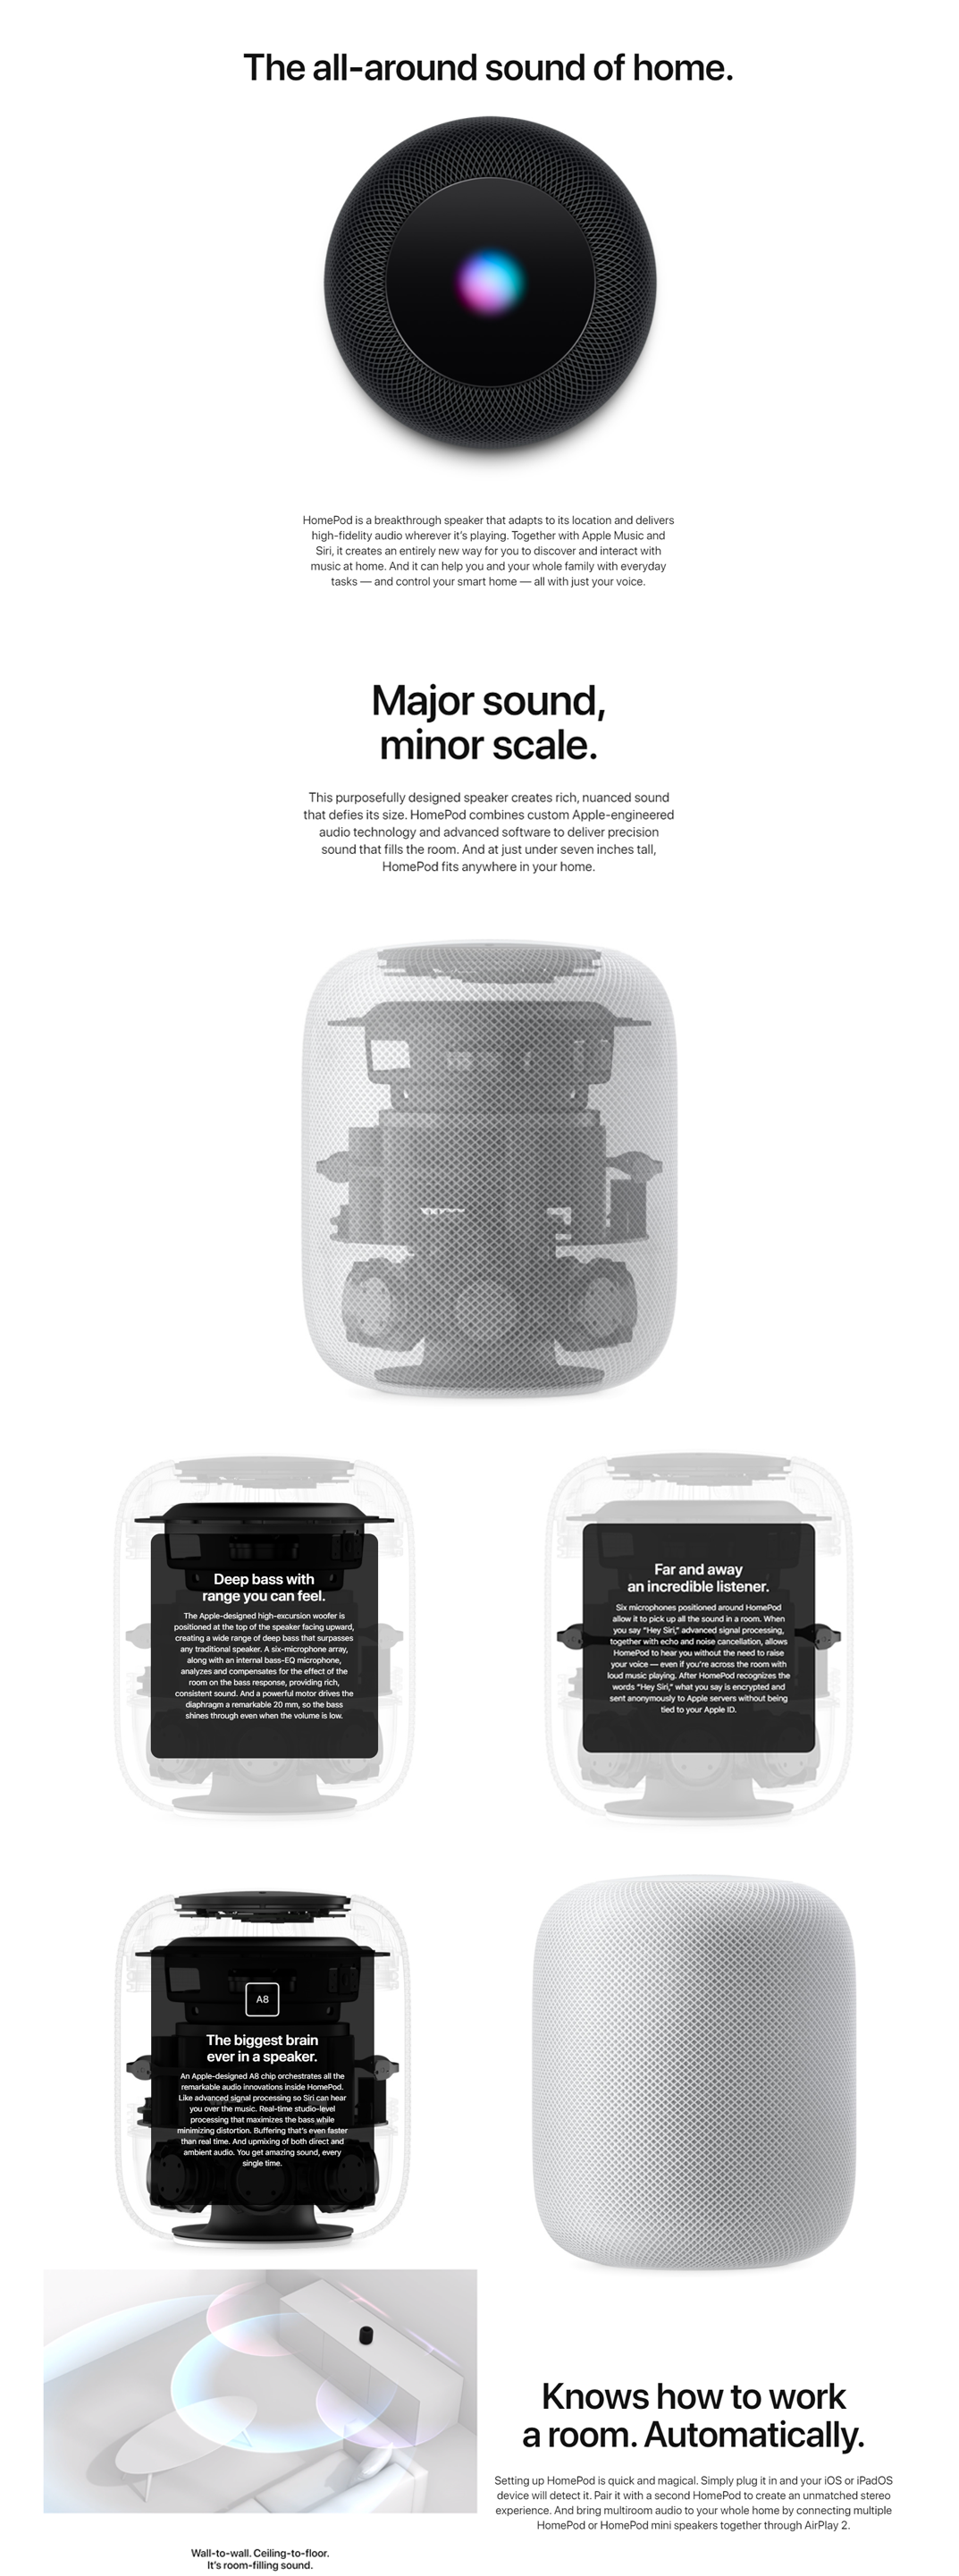 The all-around sound of home.
HomePod is a breakthrough speaker that adapts to its location and delivers
high-fidelity audio wherever it’s playing. Together with Apple Music and
Siri, it creates an entirely new way for you to discover and interact with
music at home. And it can help you and your whole family with everyday
tasks — and control your smart home — all with just your voice.
Major sound,
minor scale.
This purposefully designed speaker creates rich, nuanced sound
that defies its size. HomePod combines custom Apple-engineered
audio technology and advanced software to deliver precision
sound that fills the room. And at just under seven inches tall,
HomePod fits anywhere in your home.
Deep bass with
range you can feel.
The Apple-designed high-excursion woofer is
positioned at the top of the speaker facing upward,
creating a wide range of deep bass that surpasses
any traditional speaker. A six-microphone array,
along with an internal bass-EQ microphone,
analyzes and compensates for the effect of the
room on the bass response, providing rich,
consistent sound. And a powerful motor drives the
diaphragm a remarkable 20 mm, so the bass
shines through even when the volume is low.
Far and away
an incredible listener.
Six microphones positioned around HomePod
allow it to pick up all the sound in a room. When
you say “Hey Siri,” advanced signal processing,
together with echo and noise cancellation, allows
HomePod to hear you without the need to raise
your voice — even if you’re across the room with
loud music playing. After HomePod recognizes the
words “Hey Siri,” what you say is encrypted and
sent anonymously to Apple servers without being
tied to your Apple ID.
A8
The biggest brain
ever in a speaker.
An Apple-designed A8 chip orchestrates all the
remarkable audio innovations inside HomePod.
Like advanced signal processing so Siri can hear
you over the music. Real-time studio-level
processing that maximizes the bass while
minimizing distortion. Buffering that’s even faster
than real time. And upmixing of both direct and
ambient audio. You get amazing sound, every
single time.
Knows how to work
a room. Automatically.
Setting up HomePod is quick and magical. Simply plug it in and your iOS or iPadOS
device will detect it. Pair it with a second HomePod to create an unmatched stereo
experience. And bring multiroom audio to your whole home by connecting multiple
HomePod or HomePod mini speakers together through AirPlay 2.
Wall-to-wall. Ceiling-to-floor.
It’s room-filling sound.